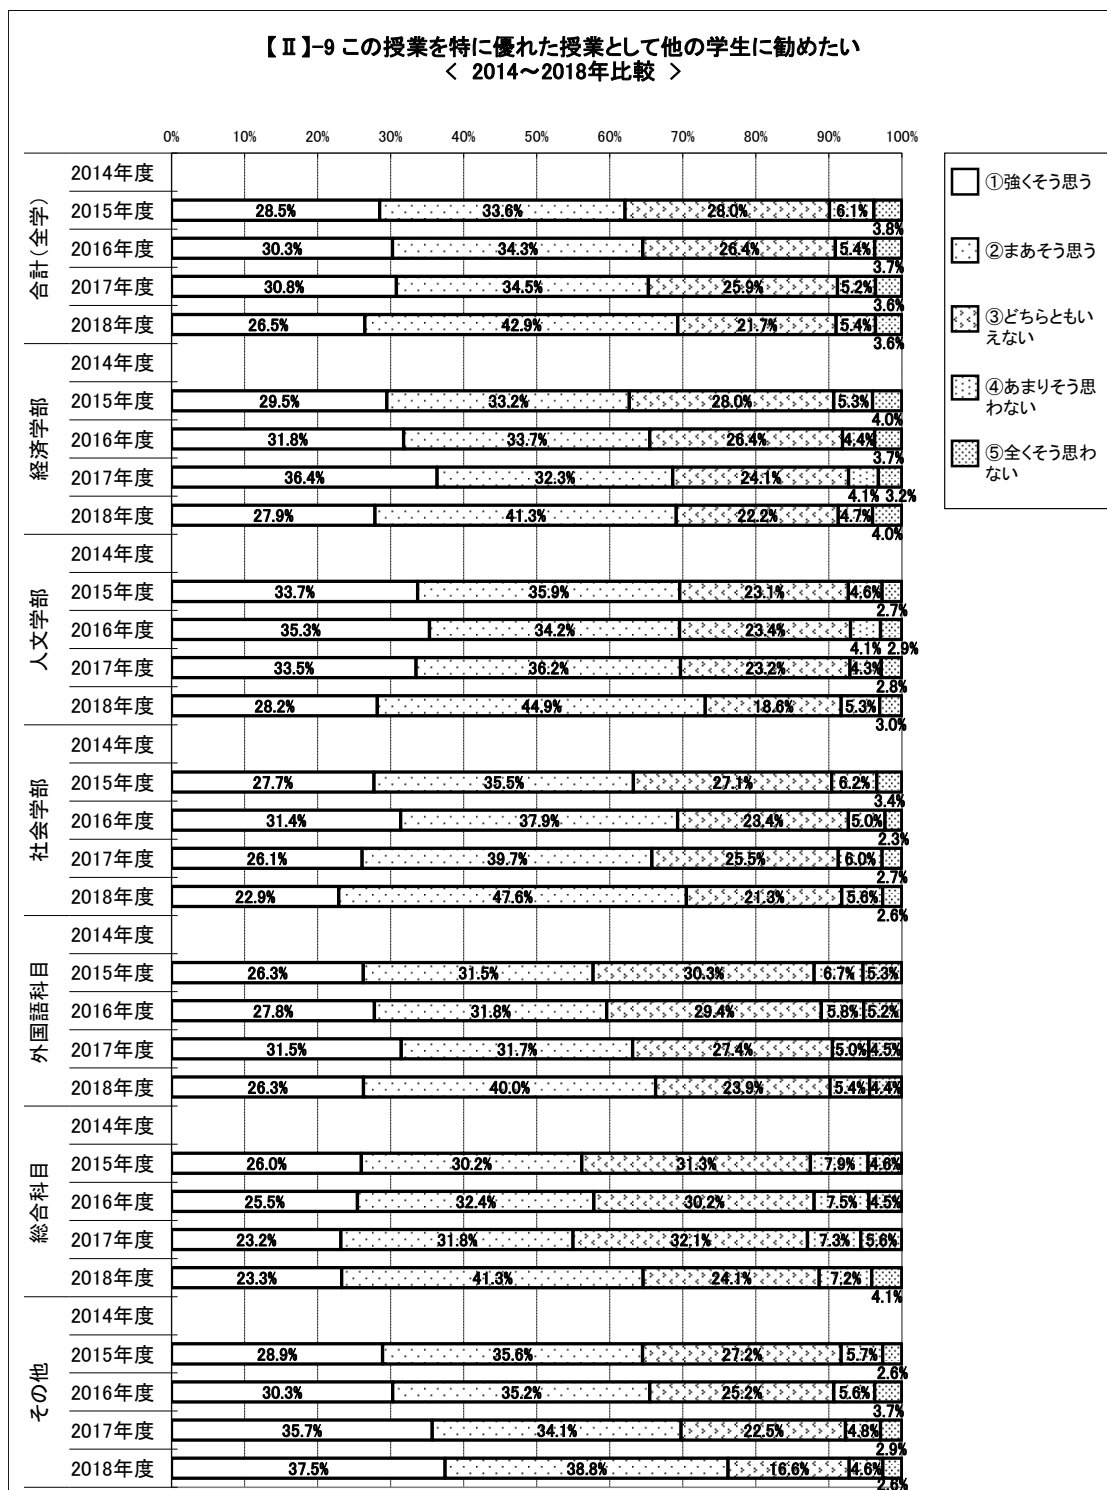 【Ⅱ】-9 この授業を特に優れた授業として他の学生に勧めたい
＜ 2014～2018年比較 ＞
0% 10% 20% 30% 40% 50% 60% 70% 80% 90% 100%
合計(全学)
2014年度
2015年度 28.5% 33.6% 28.0% 6.1% 3.8%
2016年度 30.3% 34.3% 26.4% 5.4% 3.7%
2017年度 30.8% 34.5% 25.9% 5.2% 3.6%
2018年度 26.5% 42.9% 21.7% 5.4% 3.6%
経済学部
2014年度
2015年度 29.5% 33.2% 28.0% 5.3% 4.0%
2016年度 31.8% 33.7% 26.4% 4.4% 3.7%
2017年度 36.4% 32.3% 24.1% 4.1% 3.2%
2018年度 27.9% 41.3% 22.2% 4.7% 4.0%
人文学部
2014年度
2015年度 33.7% 35.9% 23.1% 4.6% 2.7%
2016年度 35.3% 34.2% 23.4% 4.1% 2.9%
2017年度 33.5% 36.2% 23.2% 4.3% 2.8%
2018年度 28.2% 44.9% 18.6% 5.3% 3.0%
社会学部
2014年度
2015年度 27.7% 35.5% 27.1% 6.2% 3.4%
2016年度 31.4% 37.9% 23.4% 5.0% 2.3%
2017年度 26.1% 39.7% 25.5% 6.0% 2.7%
2018年度 22.9% 47.6% 21.3% 5.6% 2.6%
外国語科目
2014年度
2015年度 26.3% 31.5% 30.3% 6.7% 5.3%
2016年度 27.8% 31.8% 29.4% 5.8% 5.2%
2017年度 31.5% 31.7% 27.4% 5.0% 4.5%
2018年度 26.3% 40.0% 23.9% 5.4% 4.4%
総合科目
2014年度
2015年度 26.0% 30.2% 31.3% 7.9% 4.6%
2016年度 25.5% 32.4% 30.2% 7.5% 4.5%
2017年度 23.2% 31.8% 32.1% 7.3% 5.6%
2018年度 23.3% 41.3% 24.1% 7.2% 4.1%
その他
2014年度
2015年度 28.9% 35.6% 27.2% 5.7% 2.6%
2016年度 30.3% 35.2% 25.2% 5.6% 3.7%
2017年度 35.7% 34.1% 22.5% 4.8% 2.9%
2018年度 37.5% 38.8% 16.6% 4.6% 2.6%
①強くそう思う
②まあそう思う
③どちらともい
えない
④あまりそう思
わない
⑤全くそう思わ
ない